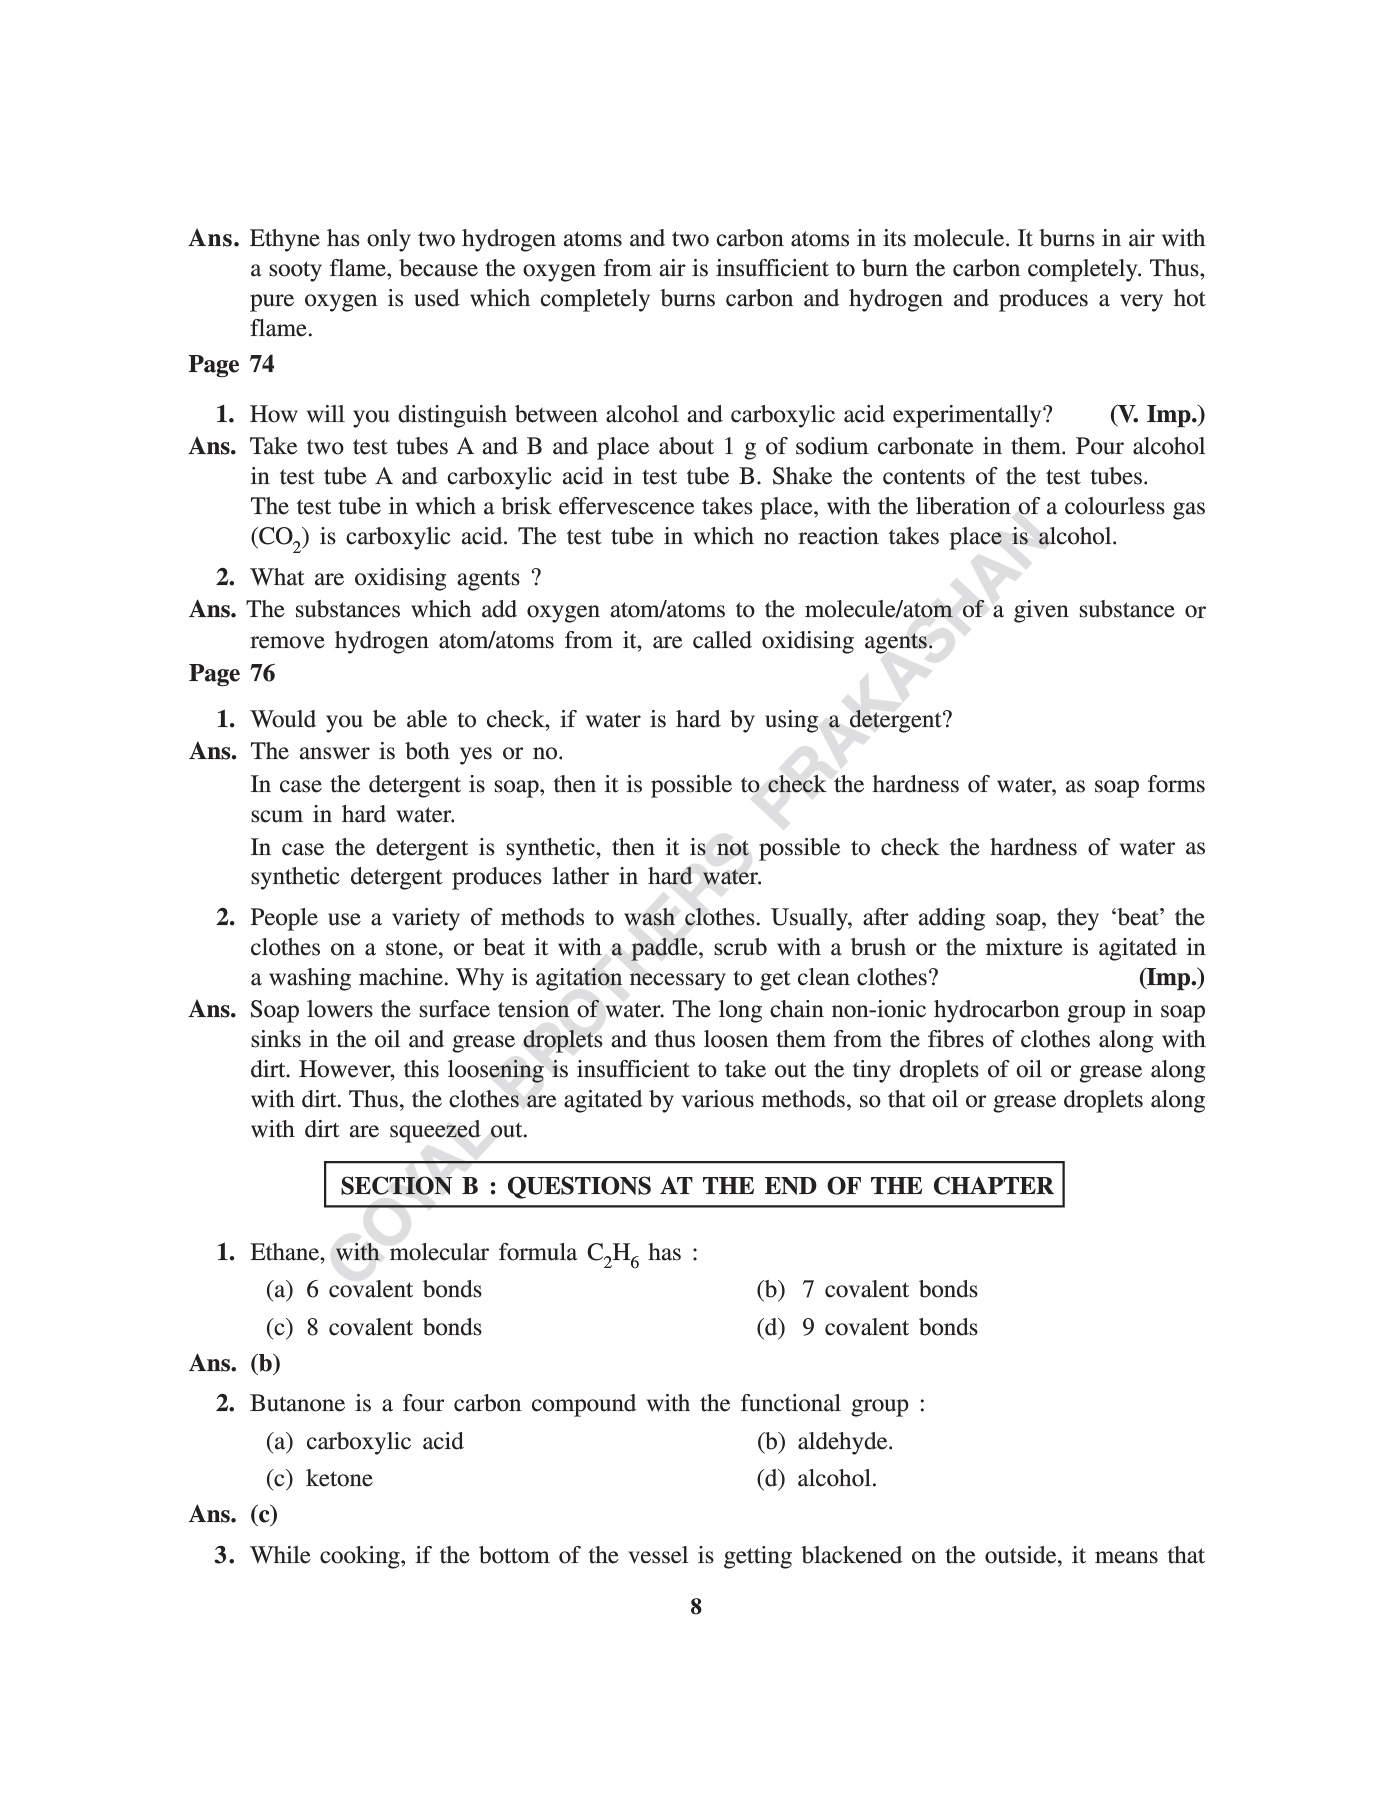 Ans. Ethyne has only two hydrogen atoms and two carbon atoms in its molecule. It burns in air with
a sooty flame, because the oxygen from air is insufficient to burn the carbon completely. Thus,
pure oxygen is used which completely burns carbon and hydrogen and produces a very hot
flame.
Page 74
1. How will you distinguish between alcohol and carboxylic acid experimentally? (V. Imp.)
Ans. Take two test tubes A and B and place about 1 g of sodium carbonate in them. Pour alcohol
in test tube A and carboxylic acid in test tube B. Shake the contents of the test tubes.
The test tube in which a brisk effervescence takes place, with the liberation of a colourless gas
(CO₂) is carboxylic acid. The test tube in which no reaction takes place is alcohol.
2. What are oxidising agents ?
Ans. The substances which add oxygen atom/atoms to the molecule/atom of a given substance or
remove hydrogen atom/atoms from it, are called oxidising agents.
Page 76
1. Would you be able to check, if water is hard by using a detergent?
Ans. The answer is both yes or no.
In case the detergent is soap, then it is possible to check the hardness of water, as soap forms
scum in hard water.
In case the detergent is synthetic, then it is not possible to check the hardness of water as
synthetic detergent produces lather in hard water.
2. People use a variety of methods to wash clothes. Usually, after adding soap, they ‘beat’ the
clothes on a stone, or beat it with a paddle, scrub with a brush or the mixture is agitated in
a washing machine. Why is agitation necessary to get clean clothes? (Imp.)
Ans. Soap lowers the surface tension of water. The long chain non-ionic hydrocarbon group in soap
sinks in the oil and grease droplets and thus loosen them from the fibres of clothes along with
dirt. However, this loosening is insufficient to take out the tiny droplets of oil or grease along
with dirt. Thus, the clothes are agitated by various methods, so that oil or grease droplets along
with dirt are squeezed out.
SECTION B : QUESTIONS AT THE END OF THE CHAPTER
1. Ethane, with molecular formula C₂H₆ has :
(a) 6 covalent bonds (b) 7 covalent bonds
(c) 8 covalent bonds (d) 9 covalent bonds
Ans. (b)
2. Butanone is a four carbon compound with the functional group :
(a) carboxylic acid (b) aldehyde.
(c) ketone (d) alcohol.
Ans. (c)
3. While cooking, if the bottom of the vessel is getting blackened on the outside, it means that
8
GOYAL BROTHERS PRAKASHAN